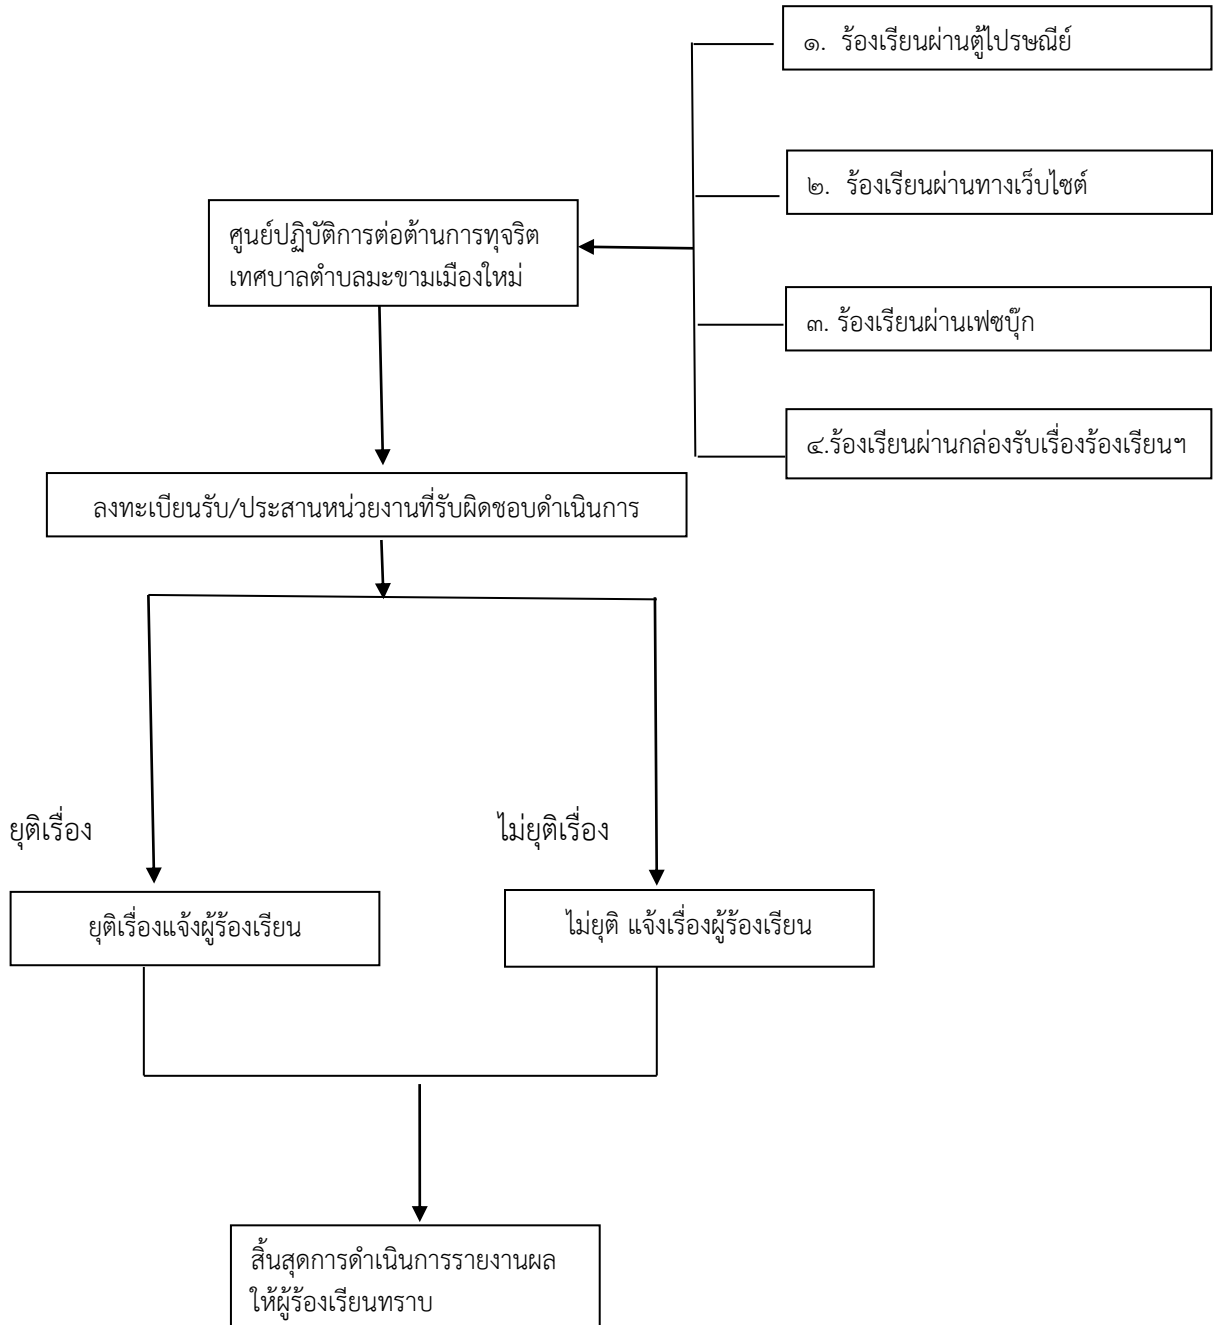 ๑. ร้องเรียนผ่านตู้ไปรษณีย์
๒. ร้องเรียนผ่านทางเว็บไซต์
ศูนย์ปฏิบัติการต่อต้านการทุจริต
เทศบาลตำบลมะขามเมืองใหม่
๓. ร้องเรียนผ่านเฟซบุ๊ก
๔.ร้องเรียนผ่านกล่องรับเรื่องร้องเรียนฯ
ลงทะเบียนรับ/ประสานหน่วยงานที่รับผิดชอบดำเนินการ
ยุติเรื่อง
ไม่ยุติเรื่อง
ยุติเรื่องแจ้งผู้ร้องเรียน
ไม่ยุติ แจ้งเรื่องผู้ร้องเรียน
สิ้นสุดการดำเนินการรายงานผล
ให้ผู้ร้องเรียนทราบ